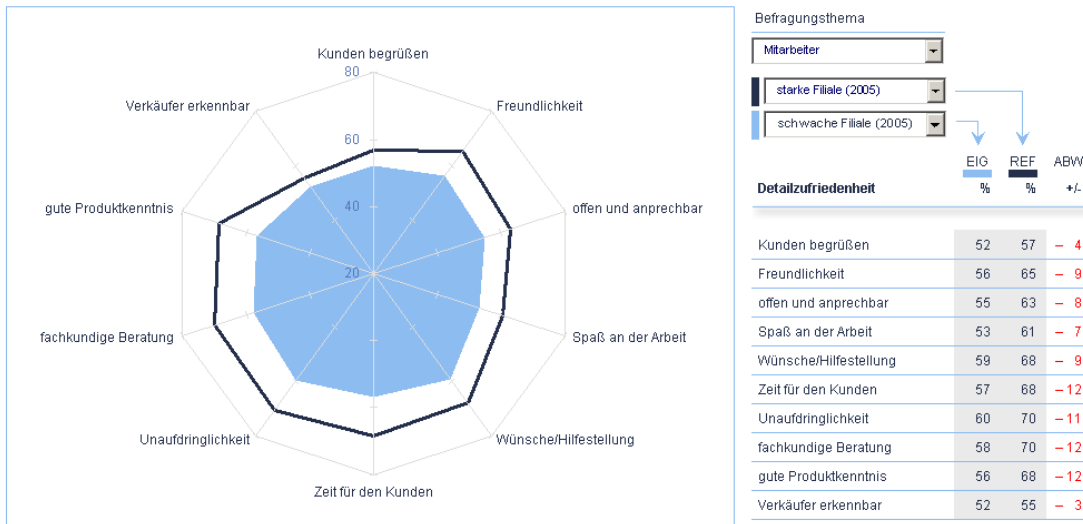 Kunden begrüßen
80
Verkäufer erkennbar
Freundlichkeit
60
gute Produktkenntnis
40
offen und anprechbar
20
fachkundige Beratung
Spaß an der Arbeit
Unaufdringlichkeit
Wünsche/Hilfestellung
Zeit für den Kunden
Befragungsthema
Mitarbeiter
starke Filiale (2005)
schwache Filiale (2005)
EIG REF ABW
Detailzufriedenheit % % +/-
Kunden begrüßen 52 57 – 4
Freundlichkeit 56 65 – 9
offen und anprechbar 55 63 – 8
Spaß an der Arbeit 53 61 – 7
Wünsche/Hilfestellung 59 68 – 9
Zeit für den Kunden 57 68 –12
Unaufdringlichkeit 60 70 –11
fachkundige Beratung 58 70 –12
gute Produktkenntnis 56 68 –12
Verkäufer erkennbar 52 55 – 3